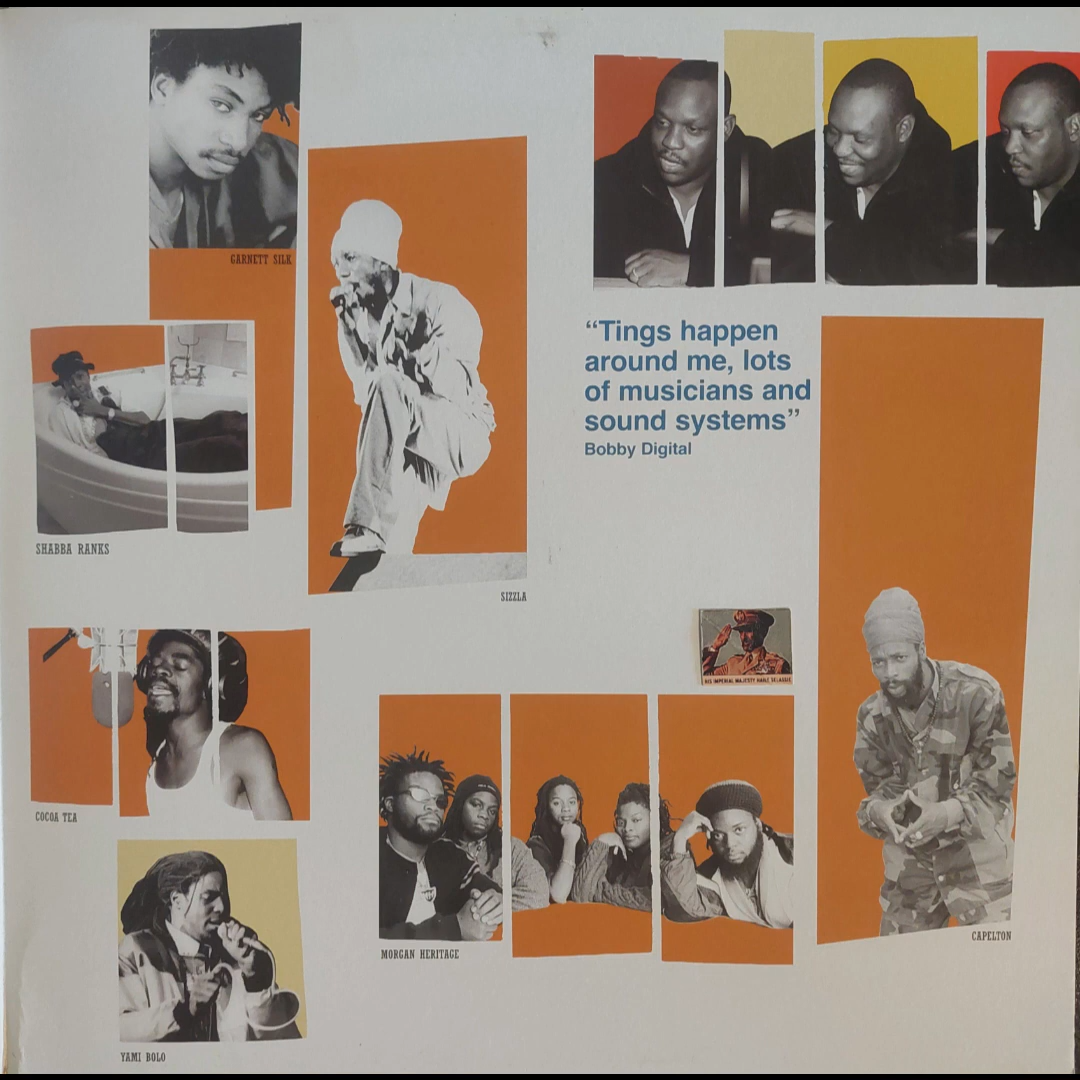 GARNETT SILK
“Tings happen
around me, lots
of musicians and
sound systems”
Bobby Digital
SHABBA RANKS
SIZZLA
HIS IMPERIAL MAJESTY HAILE SELASSIE
COCOA TEA
MORGAN HERITAGE
CAPELTON
YAMI BOLO